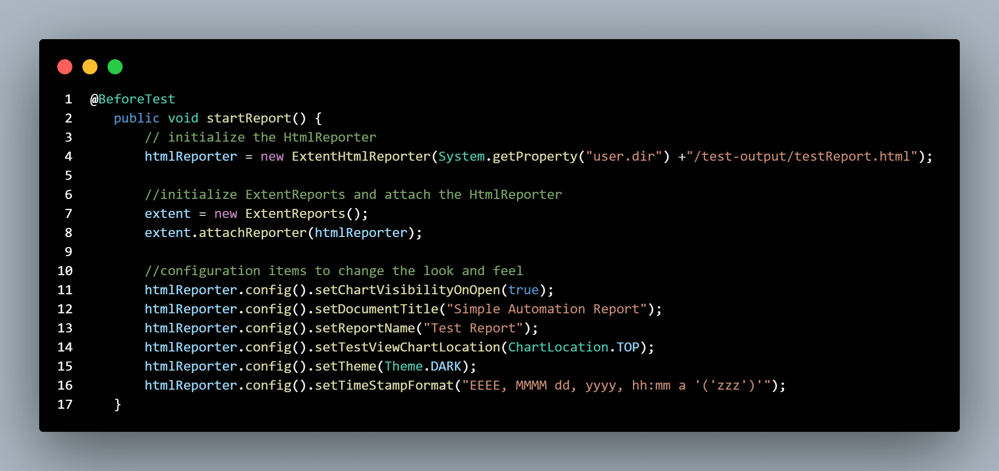 1 @BeforeTest
2 public void startReport() {
3 // initialize the HtmlReporter
4 htmlReporter = new ExtentHtmlReporter(System.getProperty("user.dir") +"/test-output/testReport.html");
5
6 //initialize ExtentReports and attach the HtmlReporter
7 extent = new ExtentReports();
8 extent.attachReporter(htmlReporter);
9
10 //configuration items to change the look and feel
11 htmlReporter.config().setChartVisibilityOnOpen(true);
12 htmlReporter.config().setDocumentTitle("Simple Automation Report");
13 htmlReporter.config().setReportName("Test Report");
14 htmlReporter.config().setTestViewChartLocation(ChartLocation.TOP);
15 htmlReporter.config().setTheme(Theme.DARK);
16 htmlReporter.config().setTimeStampFormat("EEEE, MMMM dd, yyyy, hh:mm a '('zzz')'");
17 }